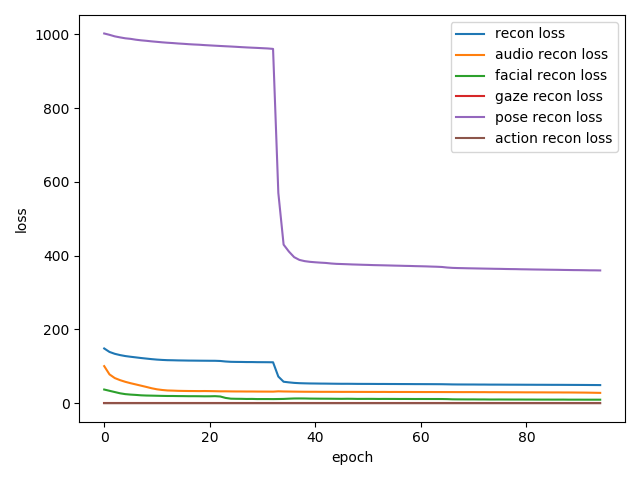 1000
800
600
400
200
0
loss
0
20
40
60
80
epoch
recon loss
audio recon loss
facial recon loss
gaze recon loss
pose recon loss
action recon loss